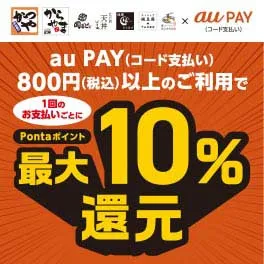 かつや からやま × au PAY
(コード支払い)
au PAY(コード支払い)
800円(税込)以上のご利用で
1回の
お支払いごとに
Pontaポイント
最大10%
還元